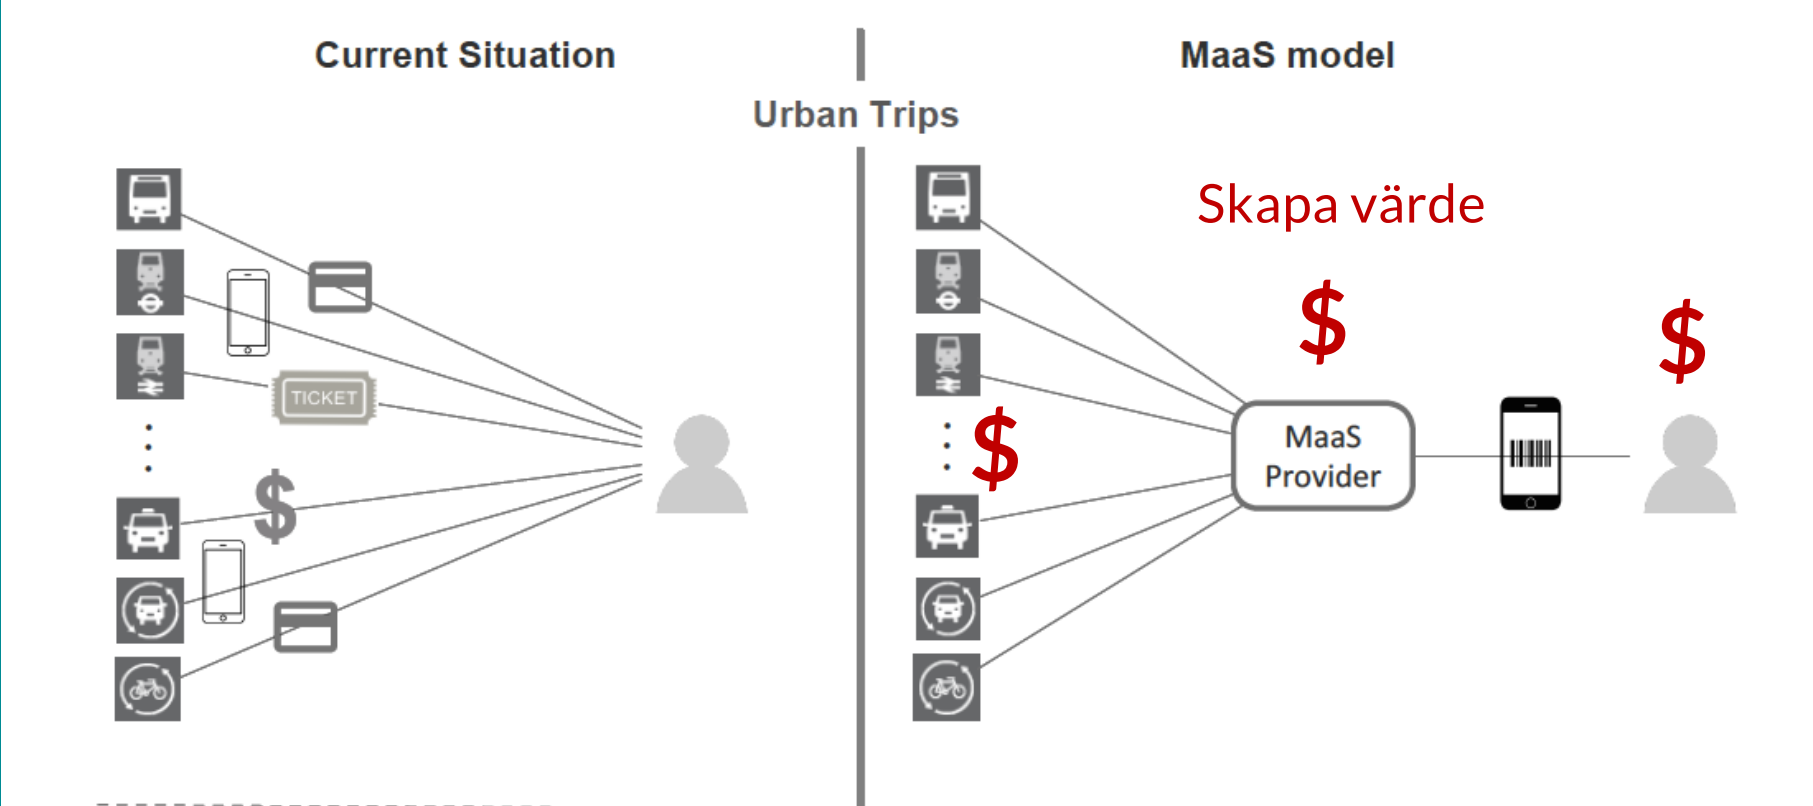 Current Situation
MaaS model
Urban Trips
Skapa värde
$
$
TICKET
$
MaaS
Provider
$